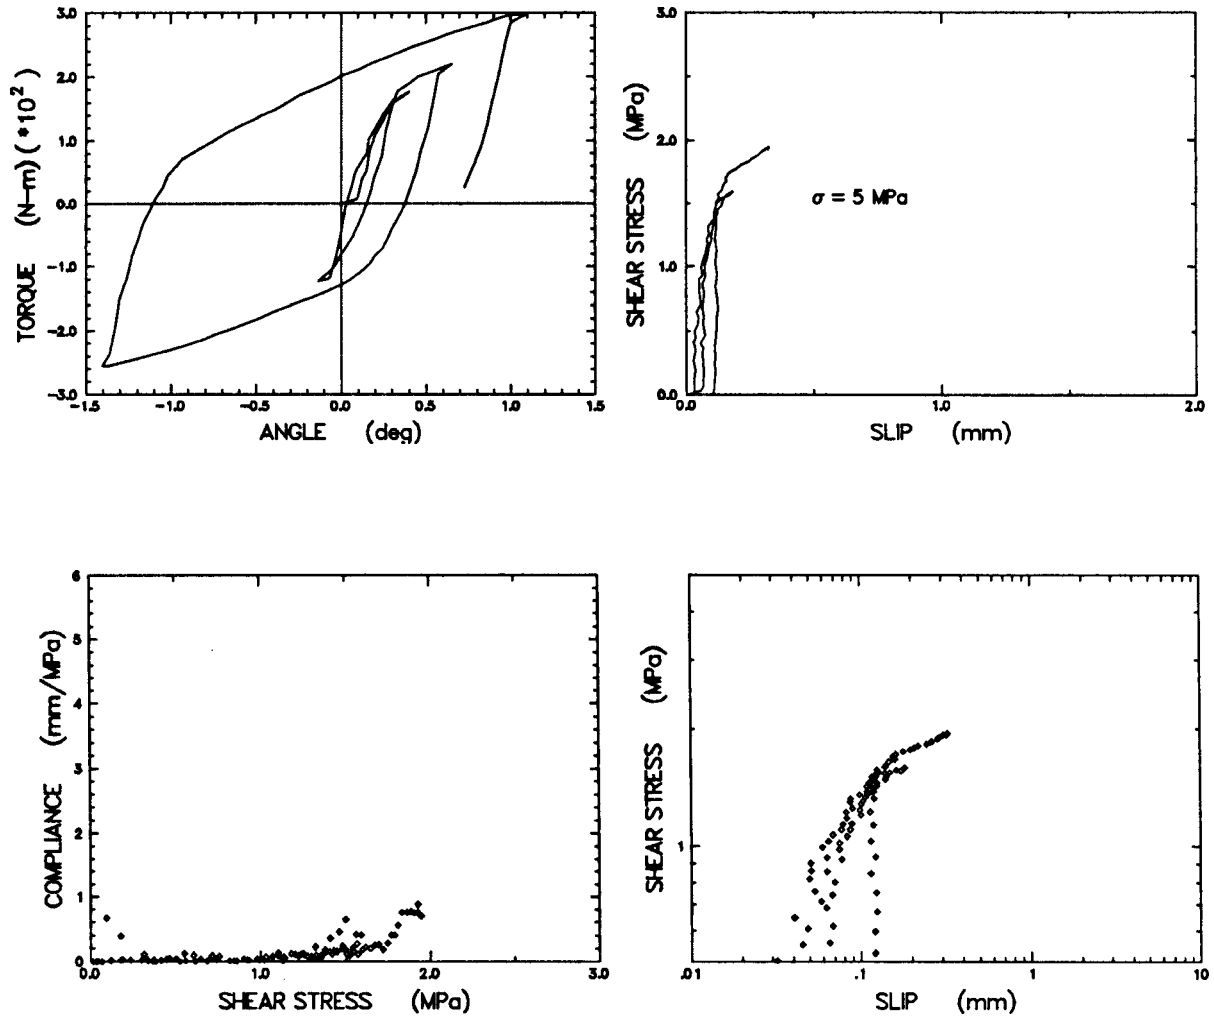 3.0
2.0
1.0
0.0
−1.0
−2.0
−3.0
TORQUE (N−m) (*10²)
−1.5 −1.0 −0.5 0.0 0.5 1.0 1.5
ANGLE (deg)
3.0
2.0
1.0
0.0
SHEAR STRESS (MPa)
σ = 5 MPa
0.0 1.0 2.0
SLIP (mm)
6
5
4
3
2
1
0
COMPLIANCE (mm/MPa)
0.0 1.0 2.0 3.0
SHEAR STRESS (MPa)
1
SHEAR STRESS (MPa)
.01 .1 1 10
SLIP (mm)